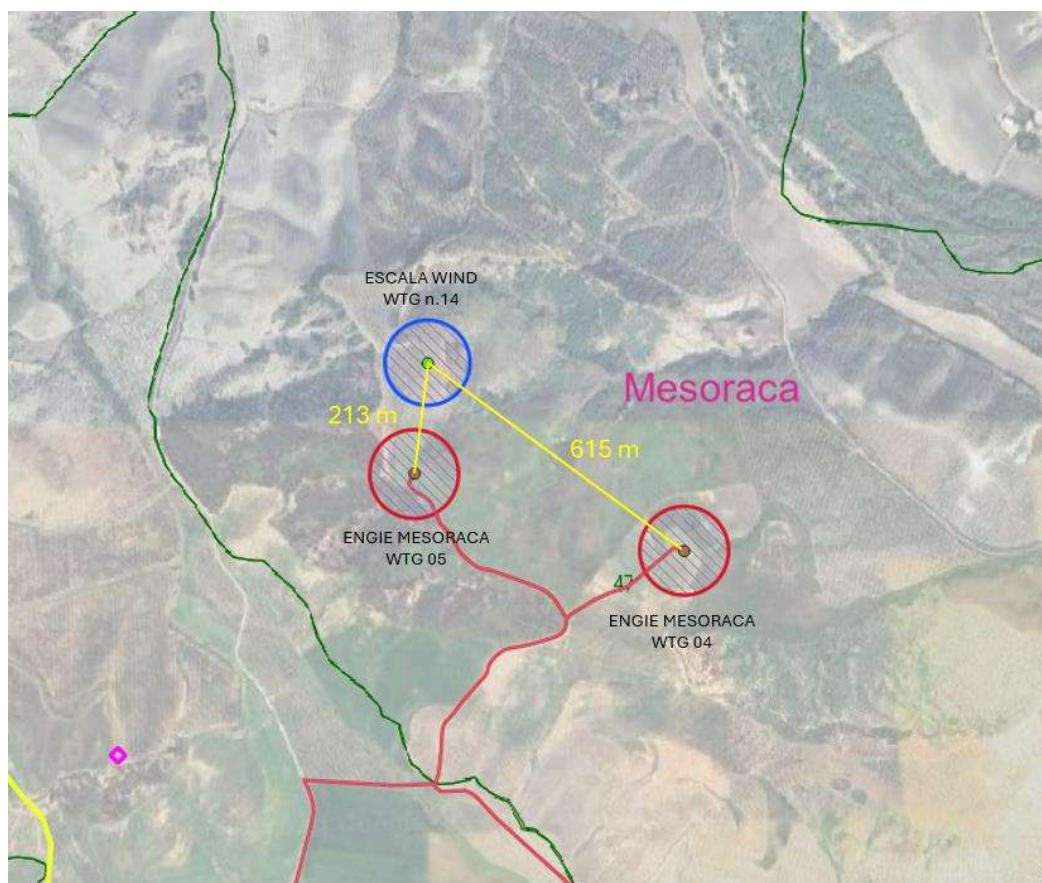 ESCALA WIND
WTG n.14
Mesoraca
213 m
615 m
ENGIE MESORACA
WTG 05
47
ENGIE MESORACA
WTG 04